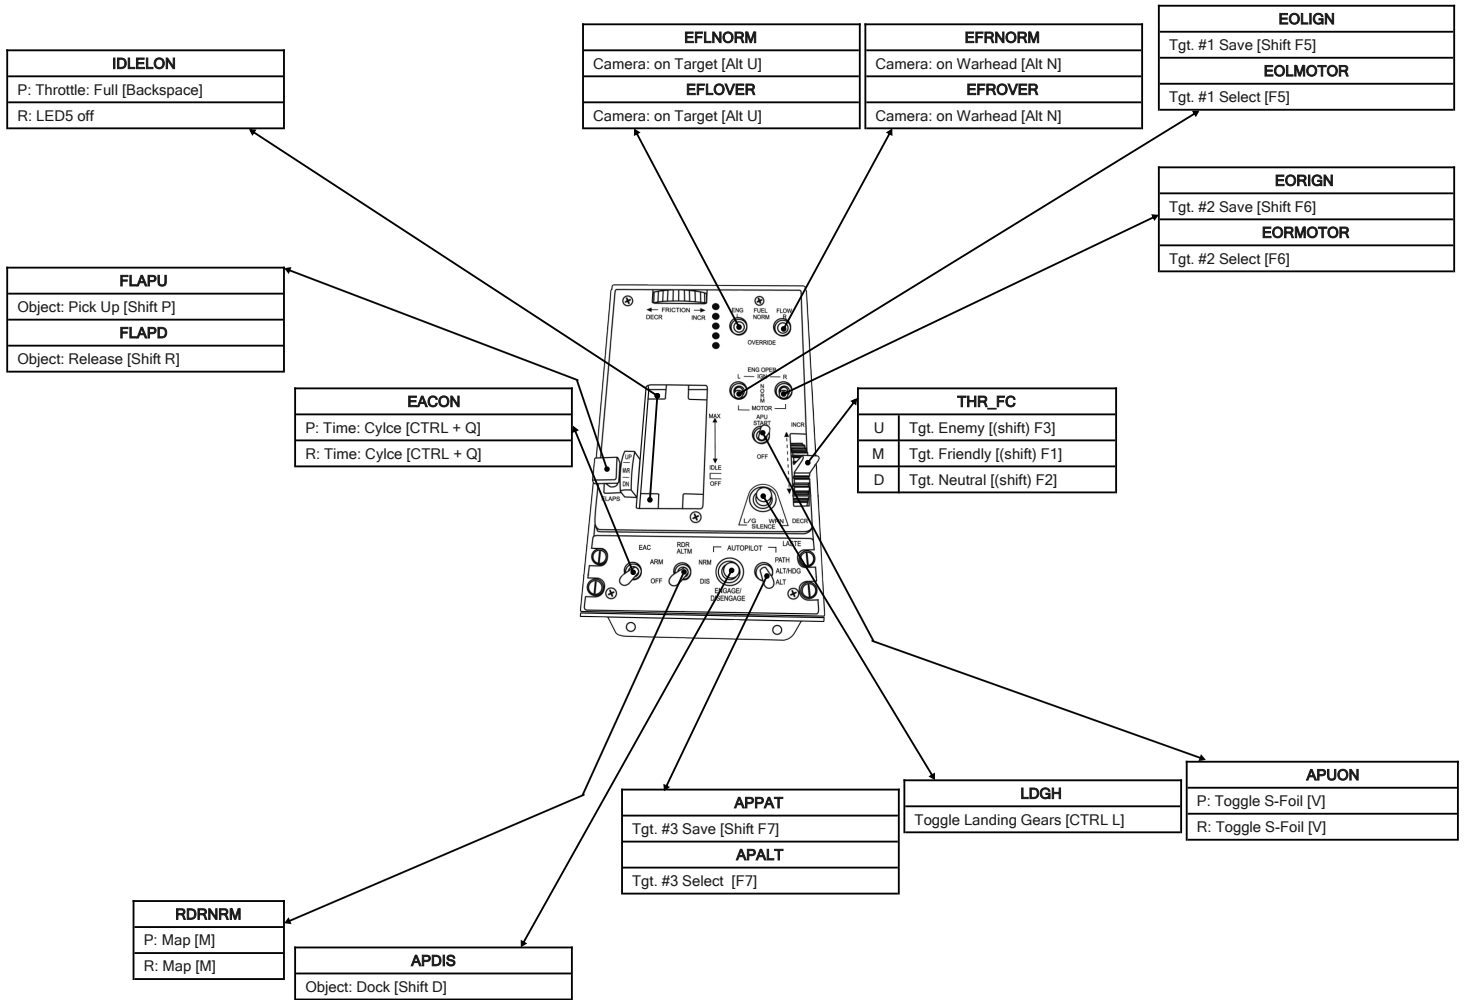 EOLIGN
Tgt. #1 Save [Shift F5]
EOLMOTOR
Tgt. #1 Select [F5]
EFLNORM
Camera: on Target [Alt U]
EFLOVER
Camera: on Target [Alt U]
EFRNORM
Camera: on Warhead [Alt N]
EFROVER
Camera: on Warhead [Alt N]
IDLELON
P: Throttle: Full [Backspace]
R: LED5 off
EORIGN
Tgt. #2 Save [Shift F6]
EORMOTOR
Tgt. #2 Select [F6]
FLAPU
Object: Pick Up [Shift P]
FLAPD
Object: Release [Shift R]
EACON
P: Time: Cylce [CTRL + Q]
R: Time: Cylce [CTRL + Q]
THR_FC
U Tgt. Enemy [(shift) F3]
M Tgt. Friendly [(shift) F1]
D Tgt. Neutral [(shift) F2]
FRICTION
DECR INCR
ENG FUEL FLOW
L NORM R
OVERRIDE
ENG OPER
L IGN R
NORM
MOTOR
APU
START
OFF
MAX
IDLE
OFF
INCR
DECR
UP
MVR
DN
FLAPS
L/G WRN
SILENCE
EAC
ARM
OFF
RDR
ALTM
NRM
DIS
AUTOPILOT
ENGAGE/
DISENGAGE
LASTE
PATH
ALT/HDG
ALT
APPAT
Tgt. #3 Save [Shift F7]
APALT
Tgt. #3 Select [F7]
LDGH
Toggle Landing Gears [CTRL L]
APUON
P: Toggle S-Foil [V]
R: Toggle S-Foil [V]
RDRNRM
P: Map [M]
R: Map [M]
APDIS
Object: Dock [Shift D]